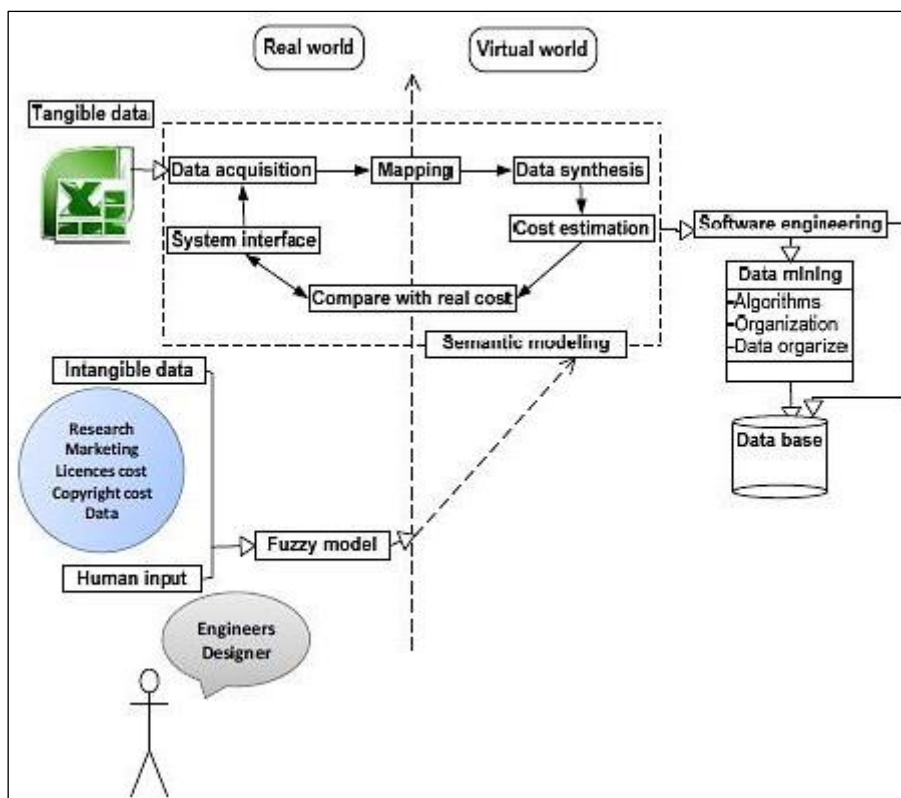 Real world
Virtual world
Tangible data
Data acquisition
Mapping
Data synthesis
System interface
Cost estimation
Software engineering
Compare with real cost
Data mining
Algorithms
Organization
Data organize
Semantic modeling
Intangible data
Research
Marketing
Licences cost
Copyright cost
Data
Data base
Fuzzy model
Human input
Engineers
Designer